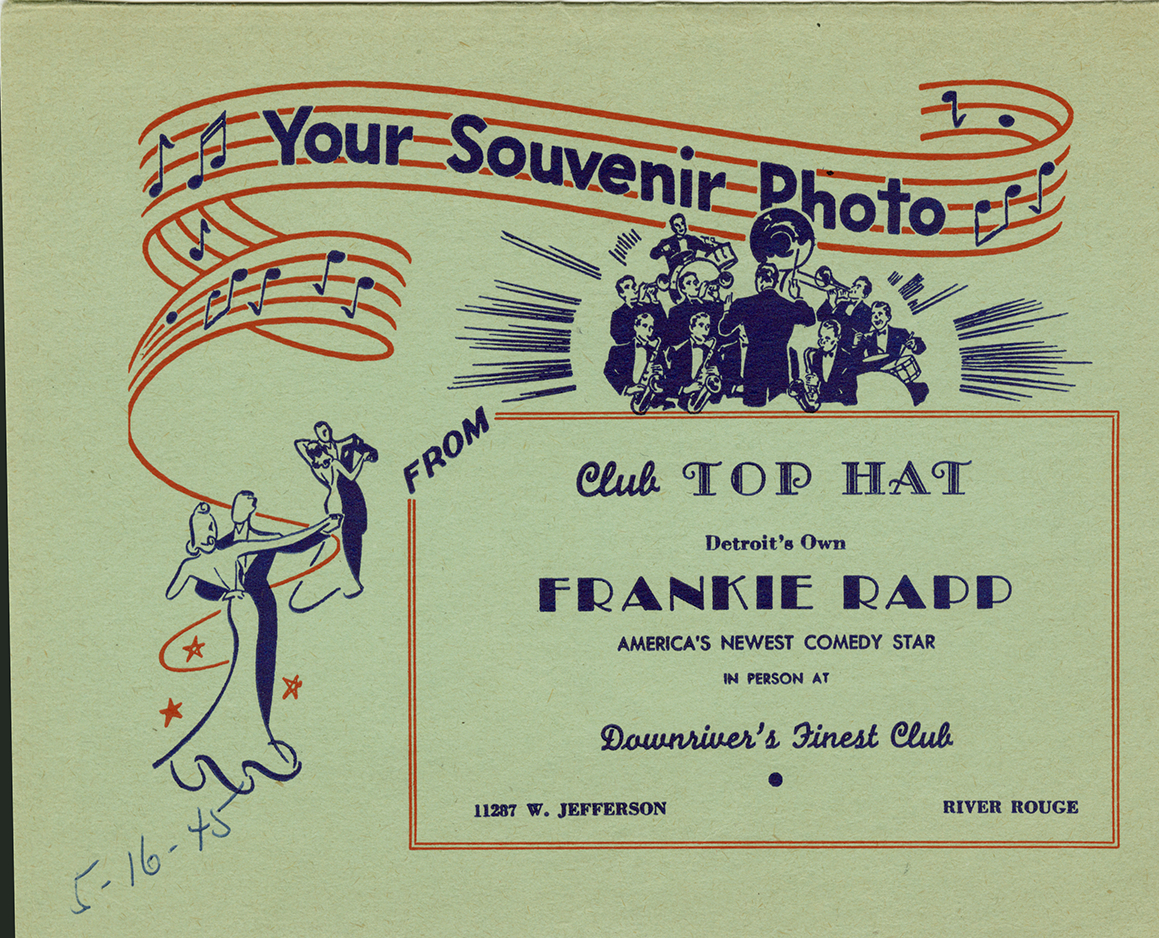 Your Souvenir Photo
FROM
Club TOP HAT
Detroit's Own
FRANKIE RAPP
AMERICA'S NEWEST COMEDY STAR
IN PERSON AT
Downriver's Finest Club
11287 W. JEFFERSON
RIVER ROUGE
5-16-45